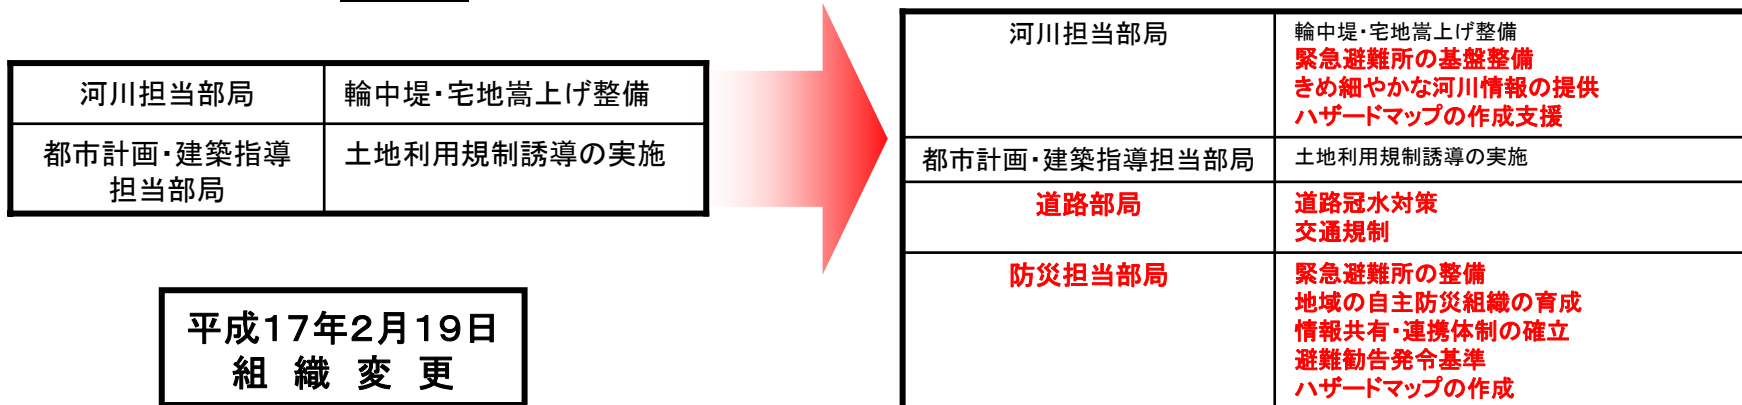 河川担当部局
輪中堤・宅地嵩上げ整備
都市計画・建築指導
担当部局
土地利用規制誘導の実施
平成17年2月19日
組織変更
河川担当部局
輪中堤・宅地嵩上げ整備
緊急避難所の基盤整備
きめ細やかな河川情報の提供
ハザードマップの作成支援
都市計画・建築指導担当部局
土地利用規制誘導の実施
道路部局
道路冠水対策
交通規制
防災担当部局
緊急避難所の整備
地域の自主防災組織の育成
情報共有・連携体制の確立
避難勧告発令基準
ハザードマップの作成